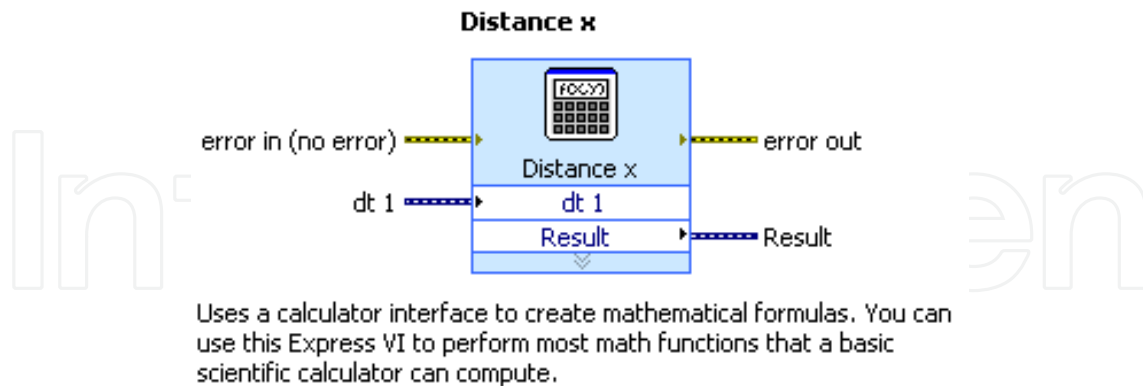 Distance x
F(X,Y)
error in (no error)
error out
Distance x
dt 1
dt 1
Result
Result
Uses a calculator interface to create mathematical formulas. You can
use this Express VI to perform most math functions that a basic
scientific calculator can compute.